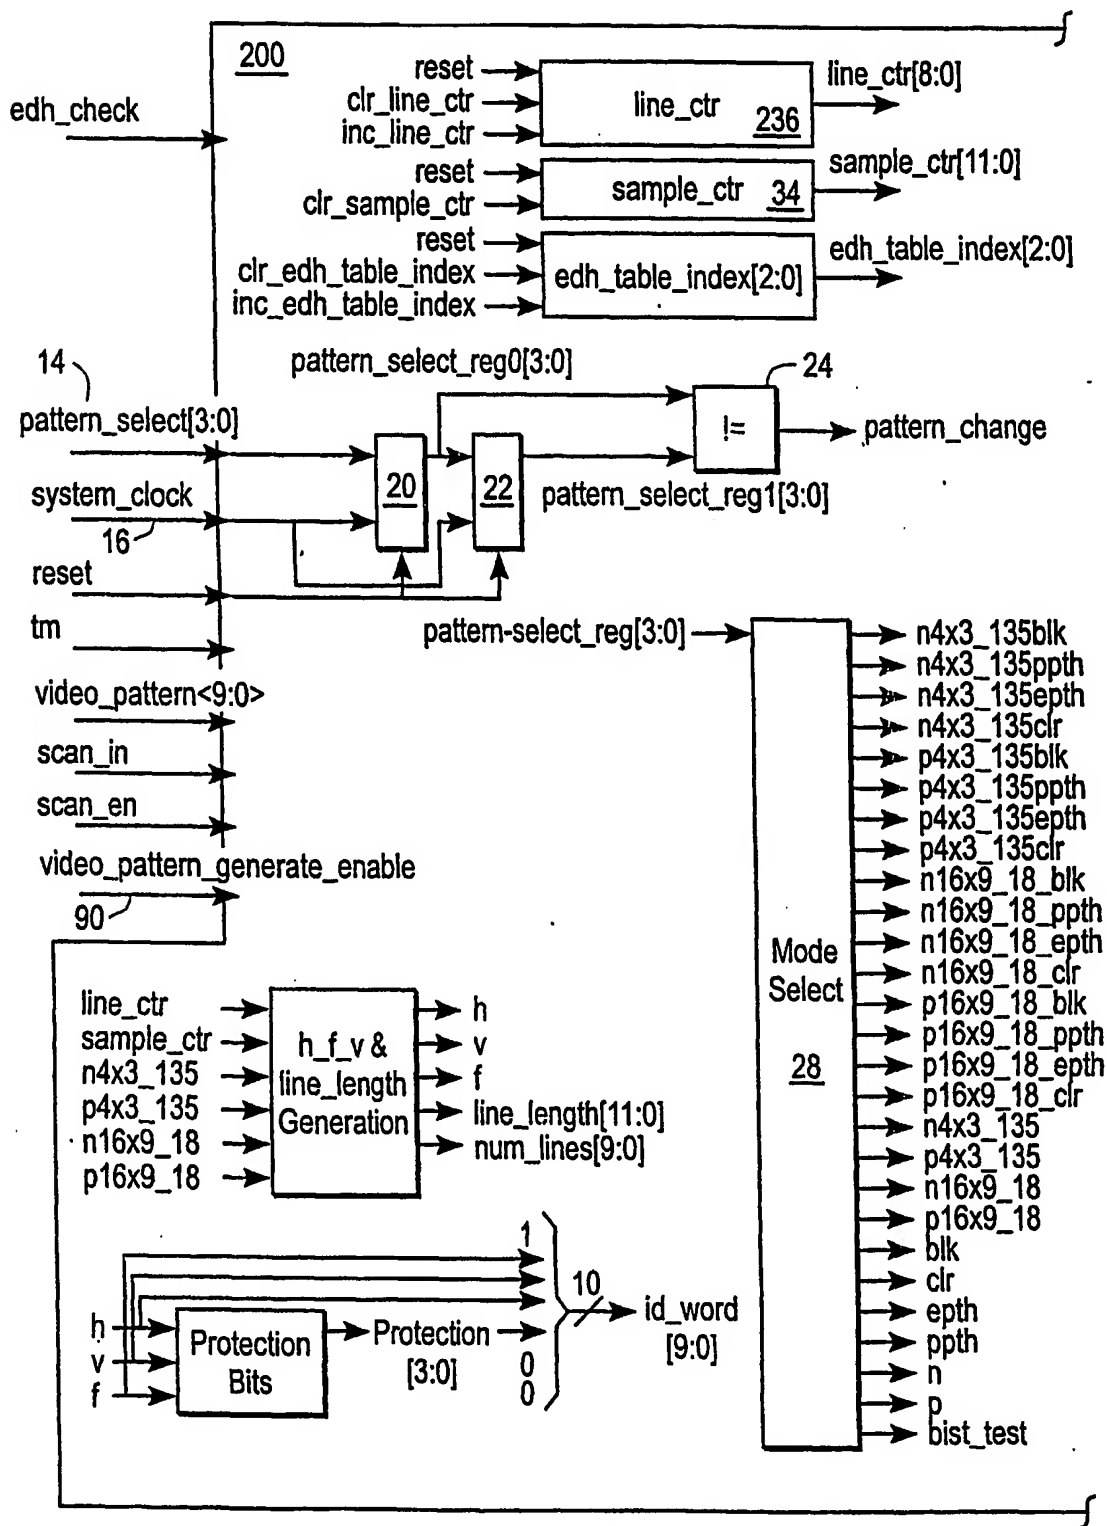 200
edh_check
reset
clr_line_ctr
inc_line_ctr
line_ctr
236
line_ctr[8:0]
reset
clr_sample_ctr
sample_ctr 34
sample_ctr[11:0]
reset
clr_edh_table_index
inc_edh_table_index
edh_table_index[2:0]
edh_table_index[2:0]
14
pattern_select[3:0]
system_clock
16
reset
tm
video_pattern<9:0>
scan_in
scan_en
video_pattern_generate_enable
90
pattern_select_reg0[3:0]
20
22
pattern_select_reg1[3:0]
24
!=
pattern_change
pattern-select_reg[3:0]
Mode
Select
28
n4x3_135blk
n4x3_135ppth
n4x3_135epth
n4x3_135clr
p4x3_135blk
p4x3_135ppth
p4x3_135epth
p4x3_135clr
n16x9_18_blk
n16x9_18_ppth
n16x9_18_epth
n16x9_18_clr
p16x9_18_blk
p16x9_18_ppth
p16x9_18_epth
p16x9_18_clr
n4x3_135
p4x3_135
n16x9_18
p16x9_18
blk
clr
epth
ppth
n
p
bist_test
line_ctr
sample_ctr
n4x3_135
p4x3_135
n16x9_18
p16x9_18
h_f_v &
line_length
Generation
h
v
f
line_length[11:0]
num_lines[9:0]
h
v
f
Protection
Bits
Protection
[3:0]
1
0
0
10
id_word
[9:0]